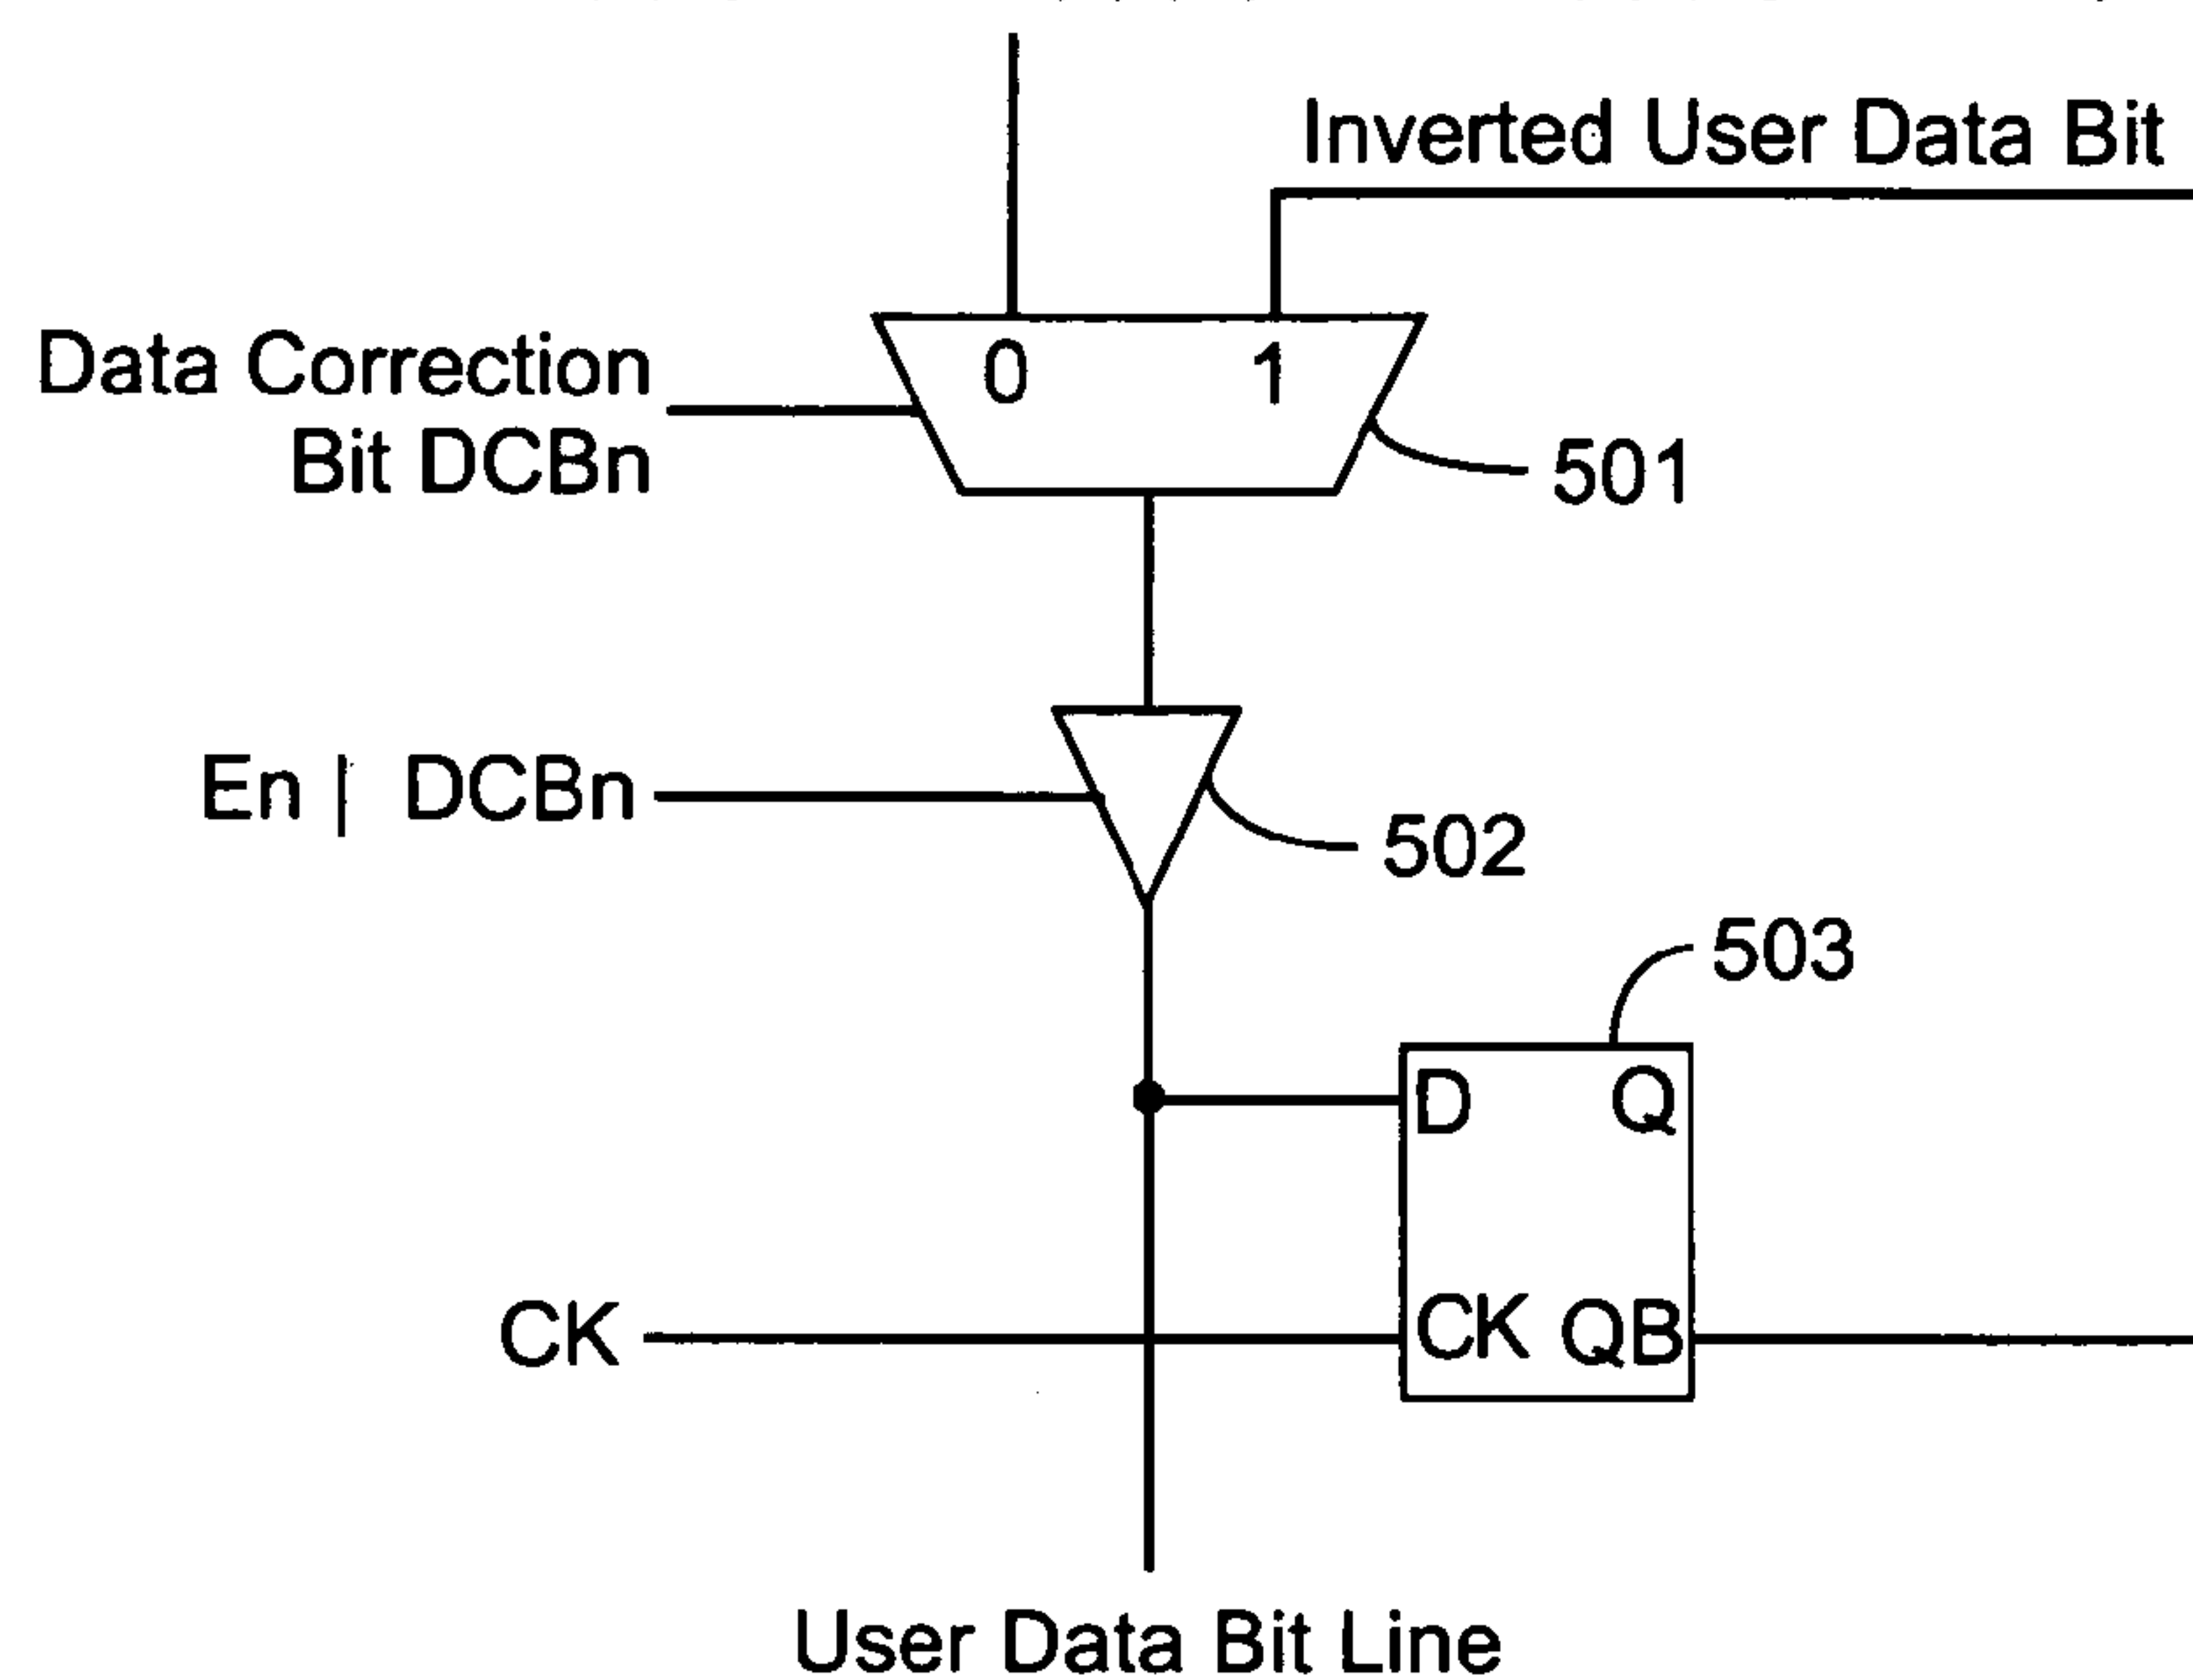 Inverted User Data Bit
0 1
Data Correction
Bit DCBn
501
En | DCBn
502
503
D Q
CK
CK QB
User Data Bit Line